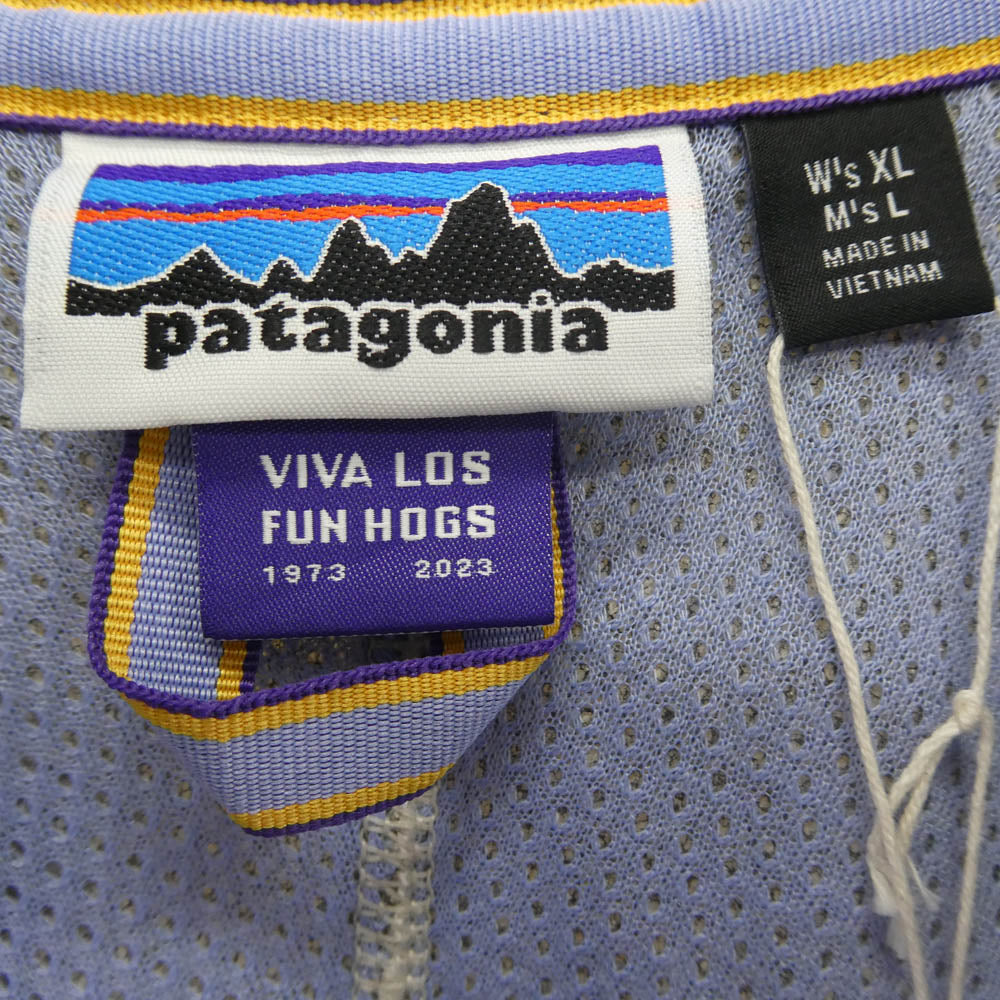 patagonia
W's XL
M's L
MADE IN
VIETNAM
VIVA LOS
FUN HOGS
1973 2023